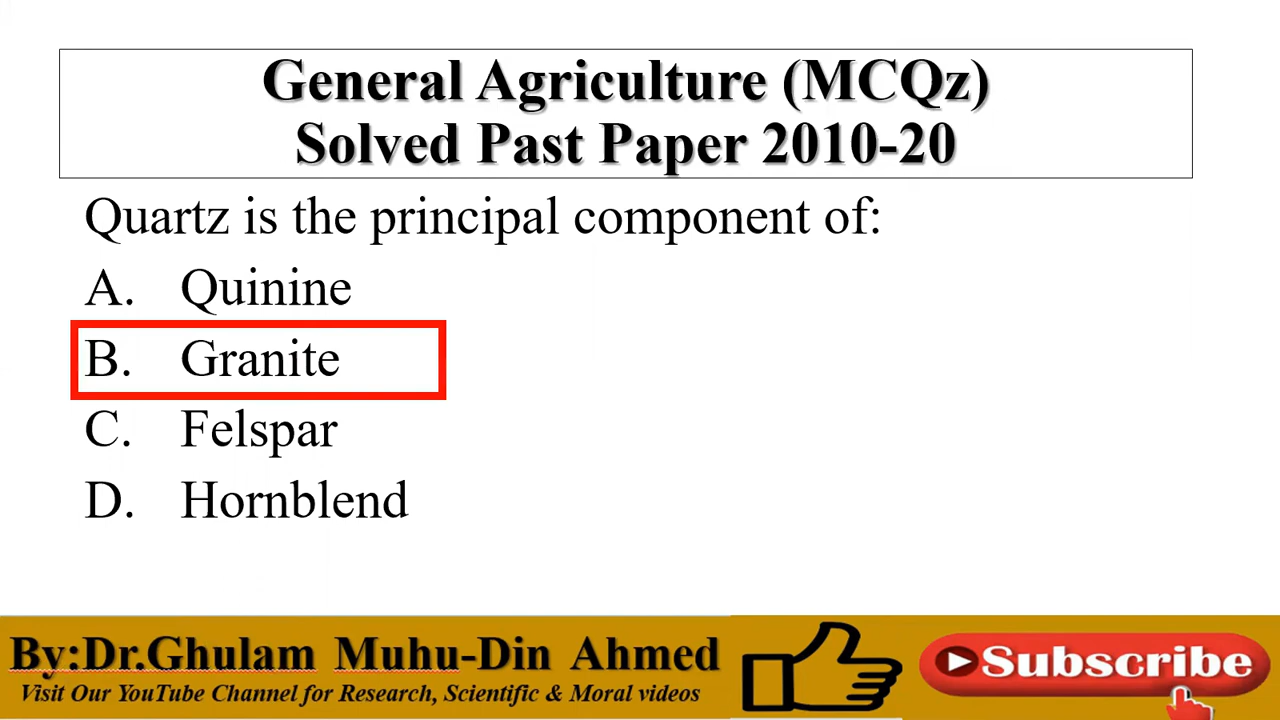 General Agriculture (MCQz)
Solved Past Paper 2010-20
Quartz is the principal component of:
A. Quinine
B. Granite
C. Felspar
D. Hornblend
By:Dr.Ghulam Muhu-Din Ahmed
Visit Our YouTube Channel for Research, Scientific & Moral videos
Subscribe